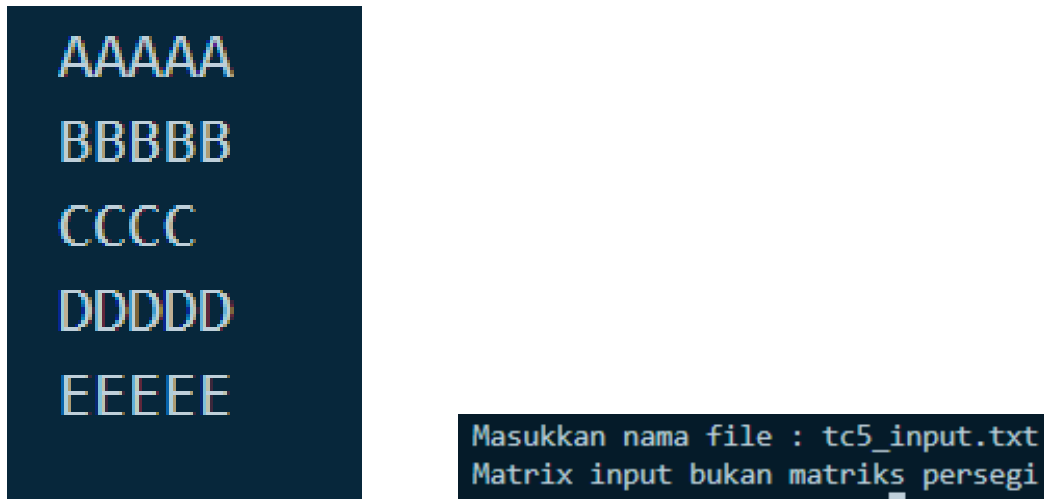 AAAAA
BBBBB
CCCC
DDDDD
EEEEE
Masukkan nama file : tc5_input.txt
Matrix input bukan matriks persegi